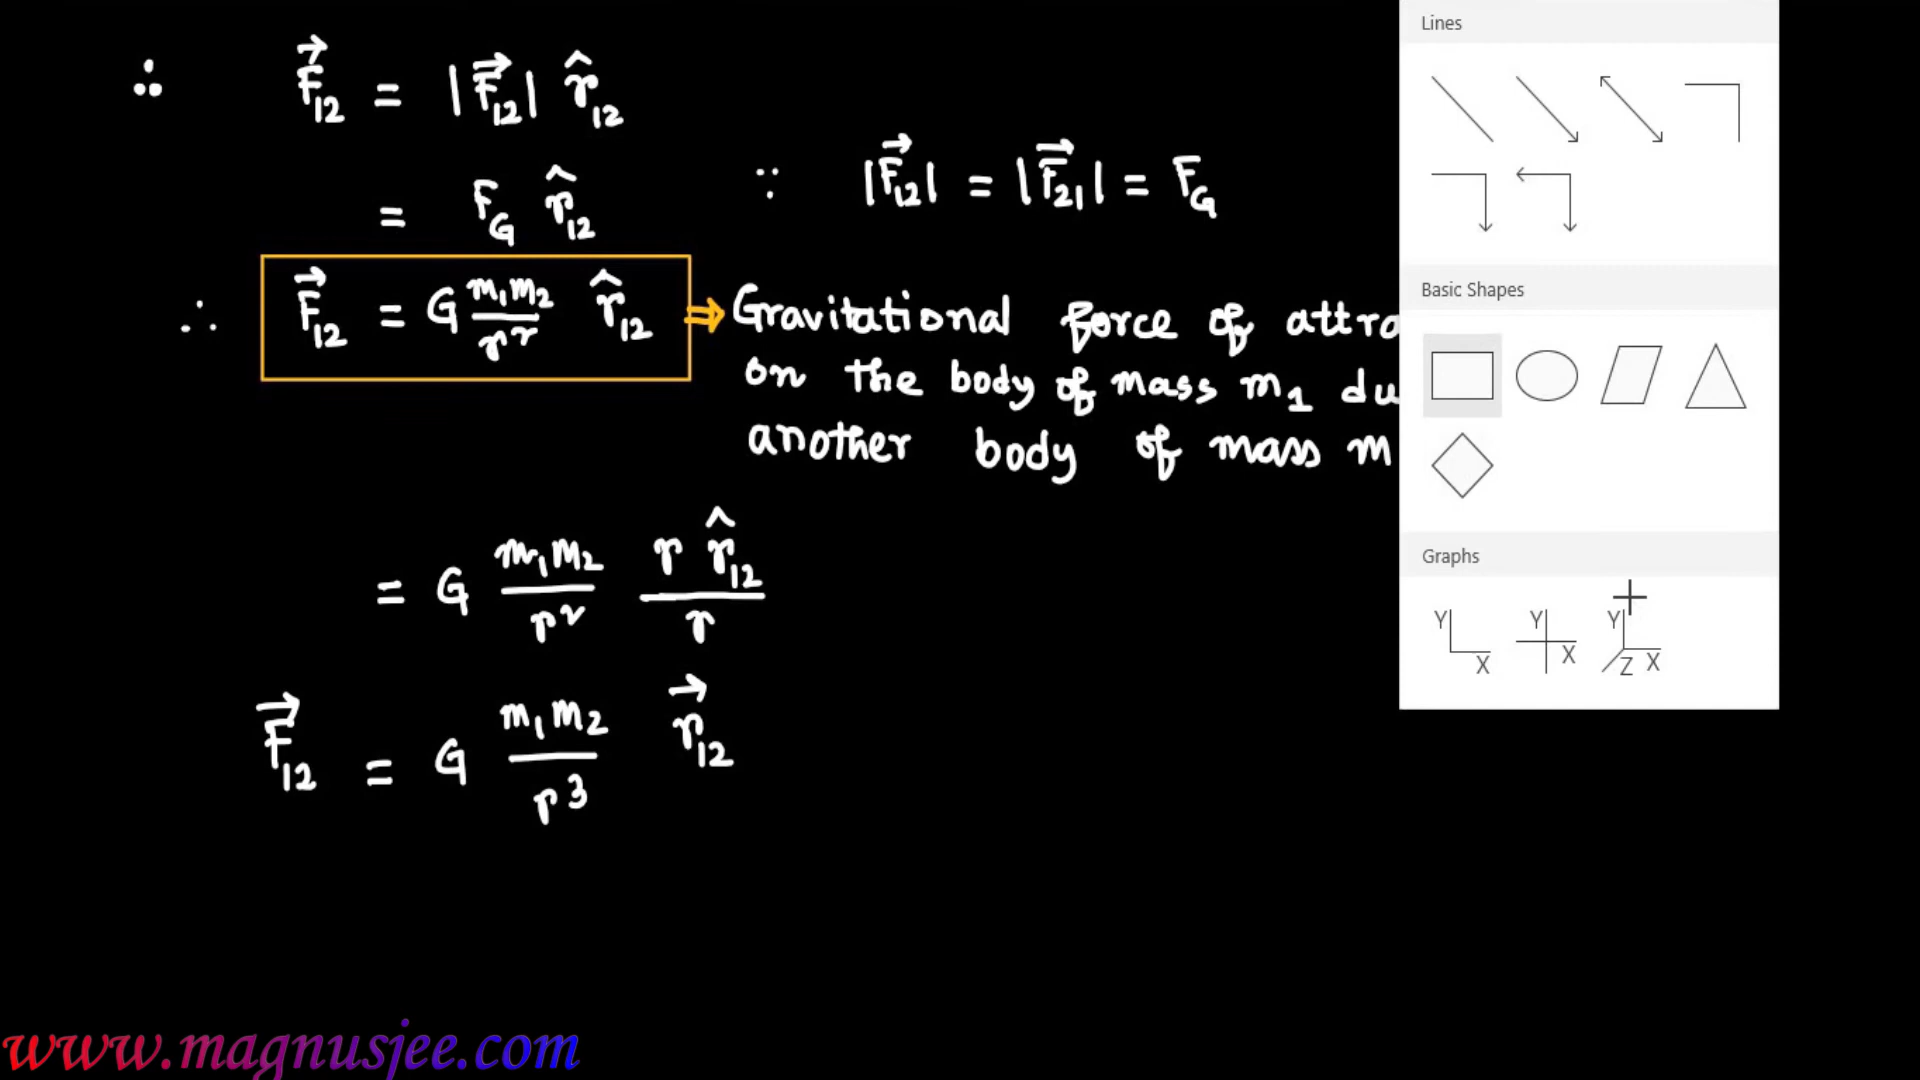 ∴ F⃗₁₂ = |F⃗₁₂| r̂₁₂
= F_G r̂₁₂ ∵ |F⃗₁₂| = |F⃗₂₁| = F_G
∴ F⃗₁₂ = G m₁m₂/r² r̂₁₂ ⇒ Gravitational force of
on the body of mass m₁
another body of mass m
= G m₁m₂/r² r r̂₁₂/r
F⃗₁₂ = G m₁m₂/r³ r⃗₁₂
Lines
Basic Shapes
Graphs
Y X
Y X
Y Z X
www.magnusjee.com